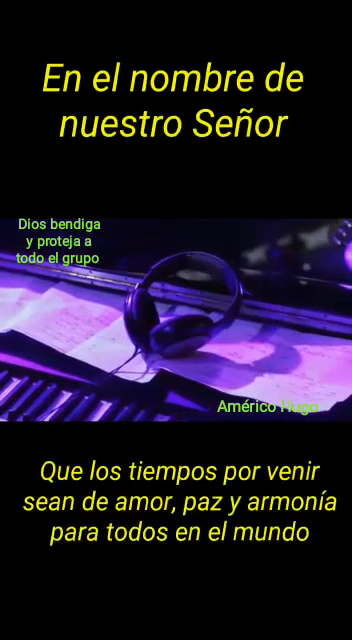 En el nombre de
nuestro Señor
Dios bendiga
y proteja a
todo el grupo
Américo Hugo
Que los tiempos por venir
sean de amor, paz y armonía
para todos en el mundo